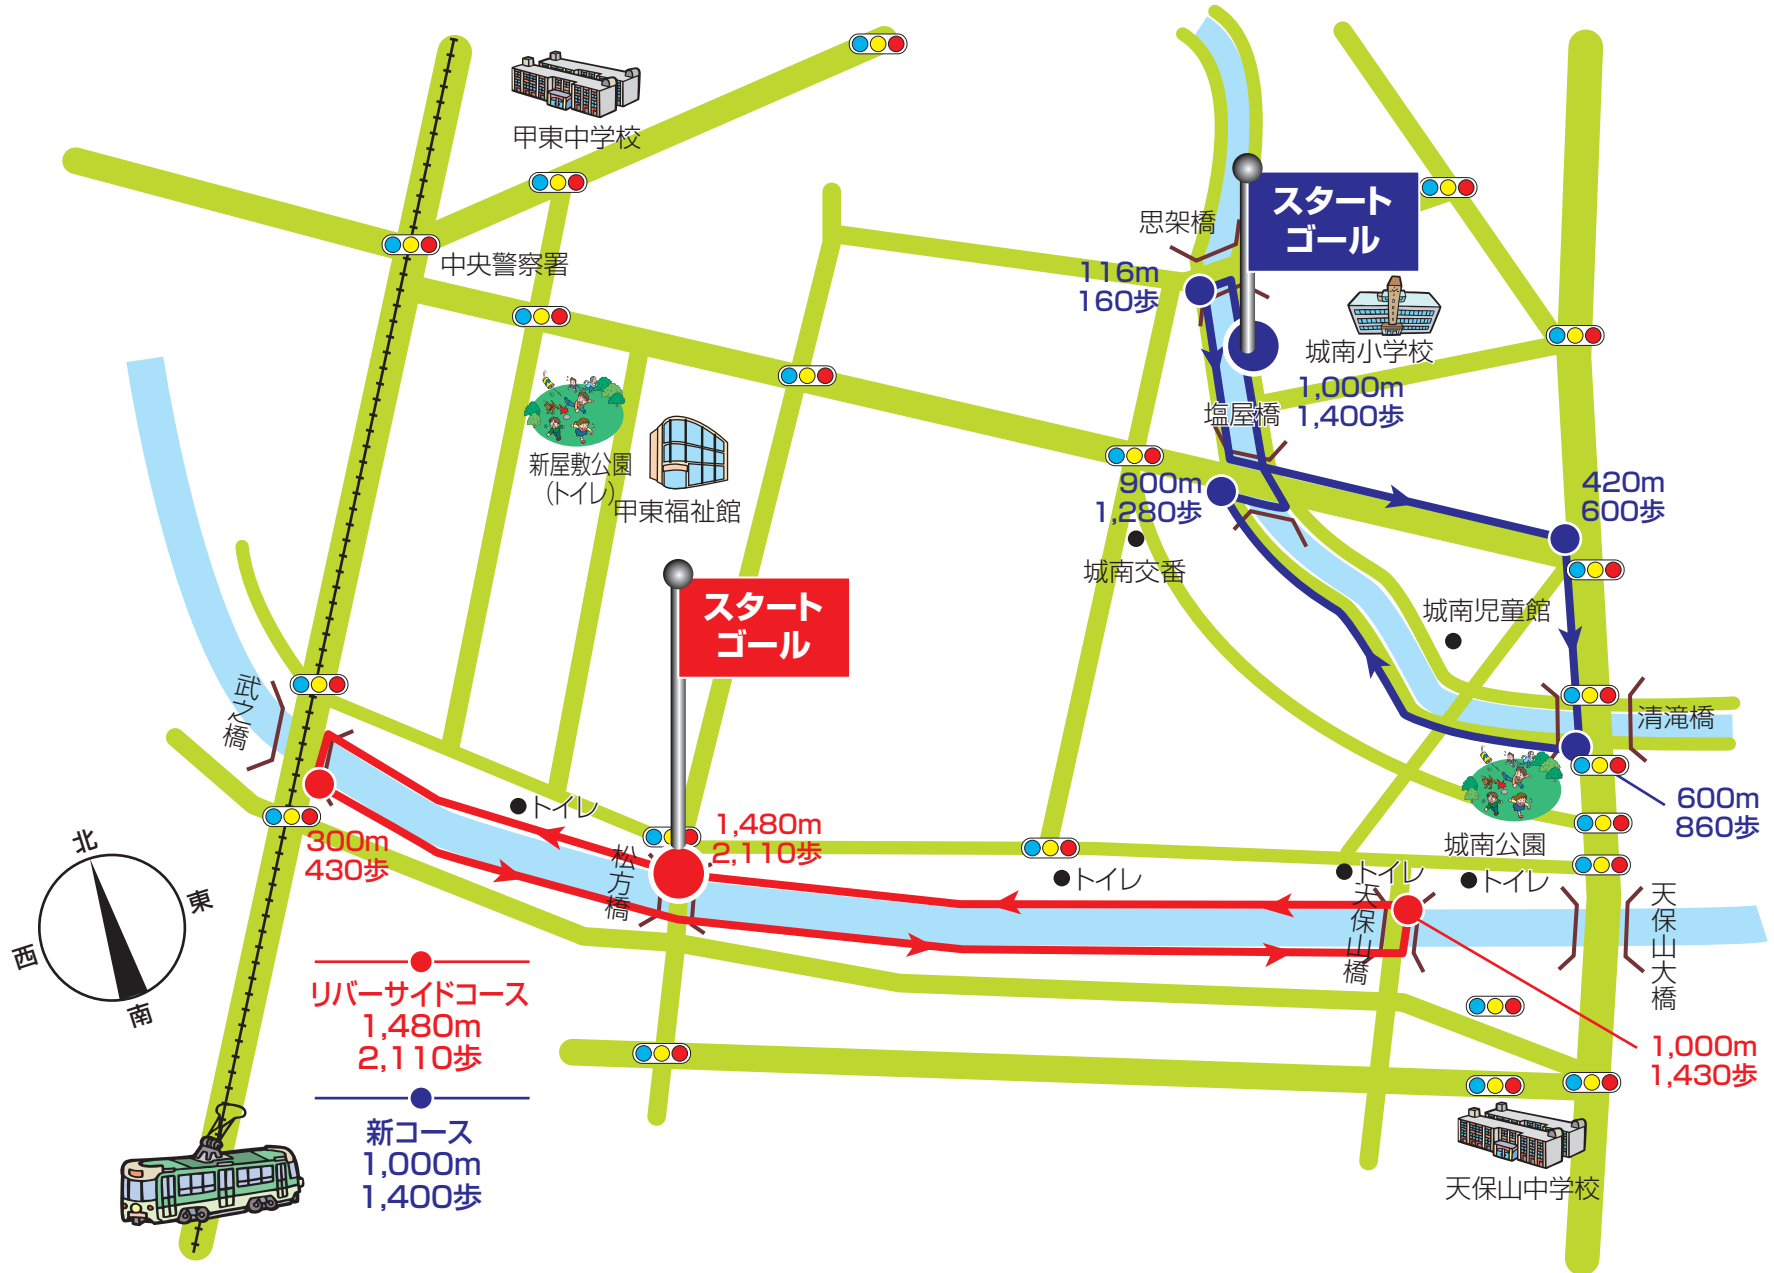 甲東中学校
中央警察署
思架橋
スタート
ゴール
116m
160歩
城南小学校
1,000m
1,400歩
塩屋橋
新屋敷公園
(トイレ)
甲東福祉館
900m
1,280歩
420m
600歩
城南交番
城南児童館
スタート
ゴール
武之橋
清滝橋
トイレ
300m
430歩
松方橋
1,480m
2,110歩
600m
860歩
城南公園
トイレ
トイレ
トイレ
天保山橋
天保山大橋
北
東
西
南
リバーサイドコース
1,480m
2,110歩
1,000m
1,430歩
新コース
1,000m
1,400歩
天保山中学校